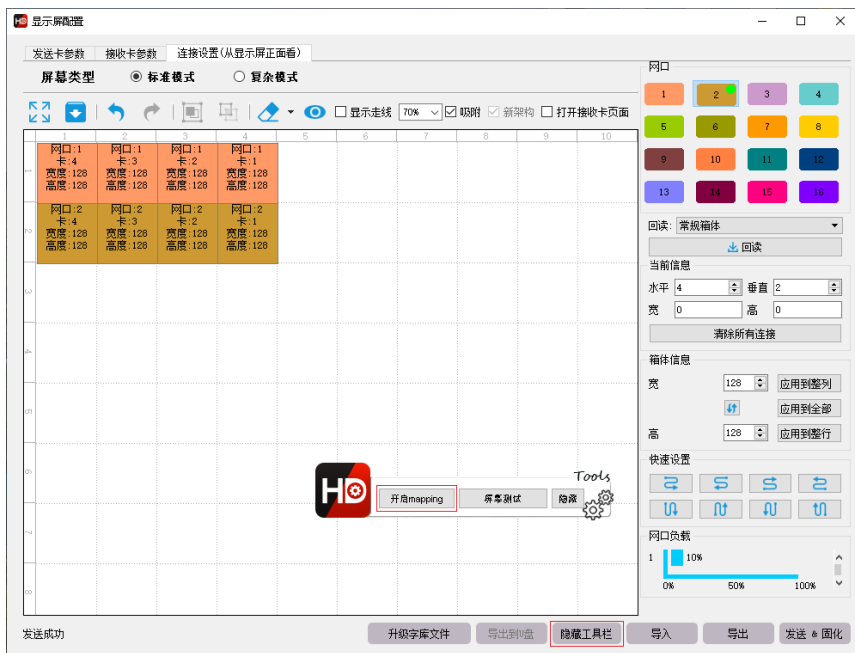 HD 显示屏配置
发送卡参数 接收卡参数 连接设置(从显示屏正面看)
屏幕类型 标准模式 复杂模式
显示走线 70% 吸附 新架构 打开接收卡页面
1 2 3 4 5 6 7 8 9 10
1
网口:1 网口:1 网口:1 网口:1
卡:4 卡:3 卡:2 卡:1
宽度:128 宽度:128 宽度:128 宽度:128
高度:128 高度:128 高度:128 高度:128
2
网口:2 网口:2 网口:2 网口:2
卡:4 卡:3 卡:2 卡:1
宽度:128 宽度:128 宽度:128 宽度:128
高度:128 高度:128 高度:128 高度:128
3
4
5
6
7
8
HD
Tools
开启mapping 屏幕测试 隐藏
网口
1 2 3 4
5 6 7 8
9 10 11 12
13 14 15 16
回读: 常规箱体
回读
当前信息
水平 4 垂直 2
宽 0 高 0
清除所有连接
箱体信息
宽 128 应用到整列
应用到全部
高 128 应用到整行
快速设置
网口负载
1 10%
0% 50% 100%
发送成功 升级字库文件 导出到U盘 隐藏工具栏 导入 导出 发送 & 固化